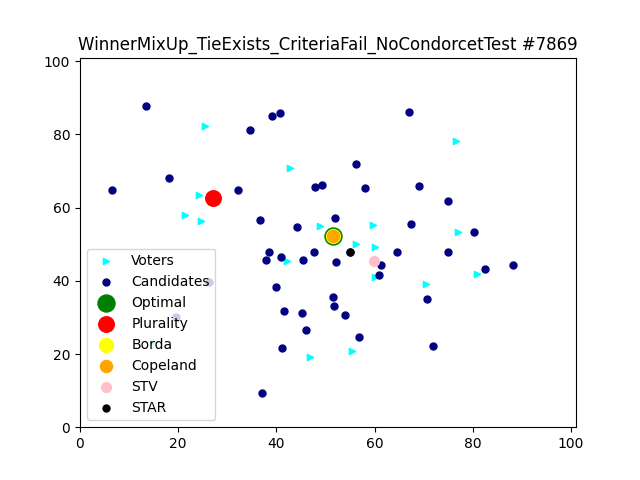 WinnerMixUp_TieExists_CriteriaFail_NoCondorcetTest #7869
100
80
60
40
20
0
Voters
Candidates
Optimal
Plurality
Borda
Copeland
STV
STAR
0 20 40 60 80 100